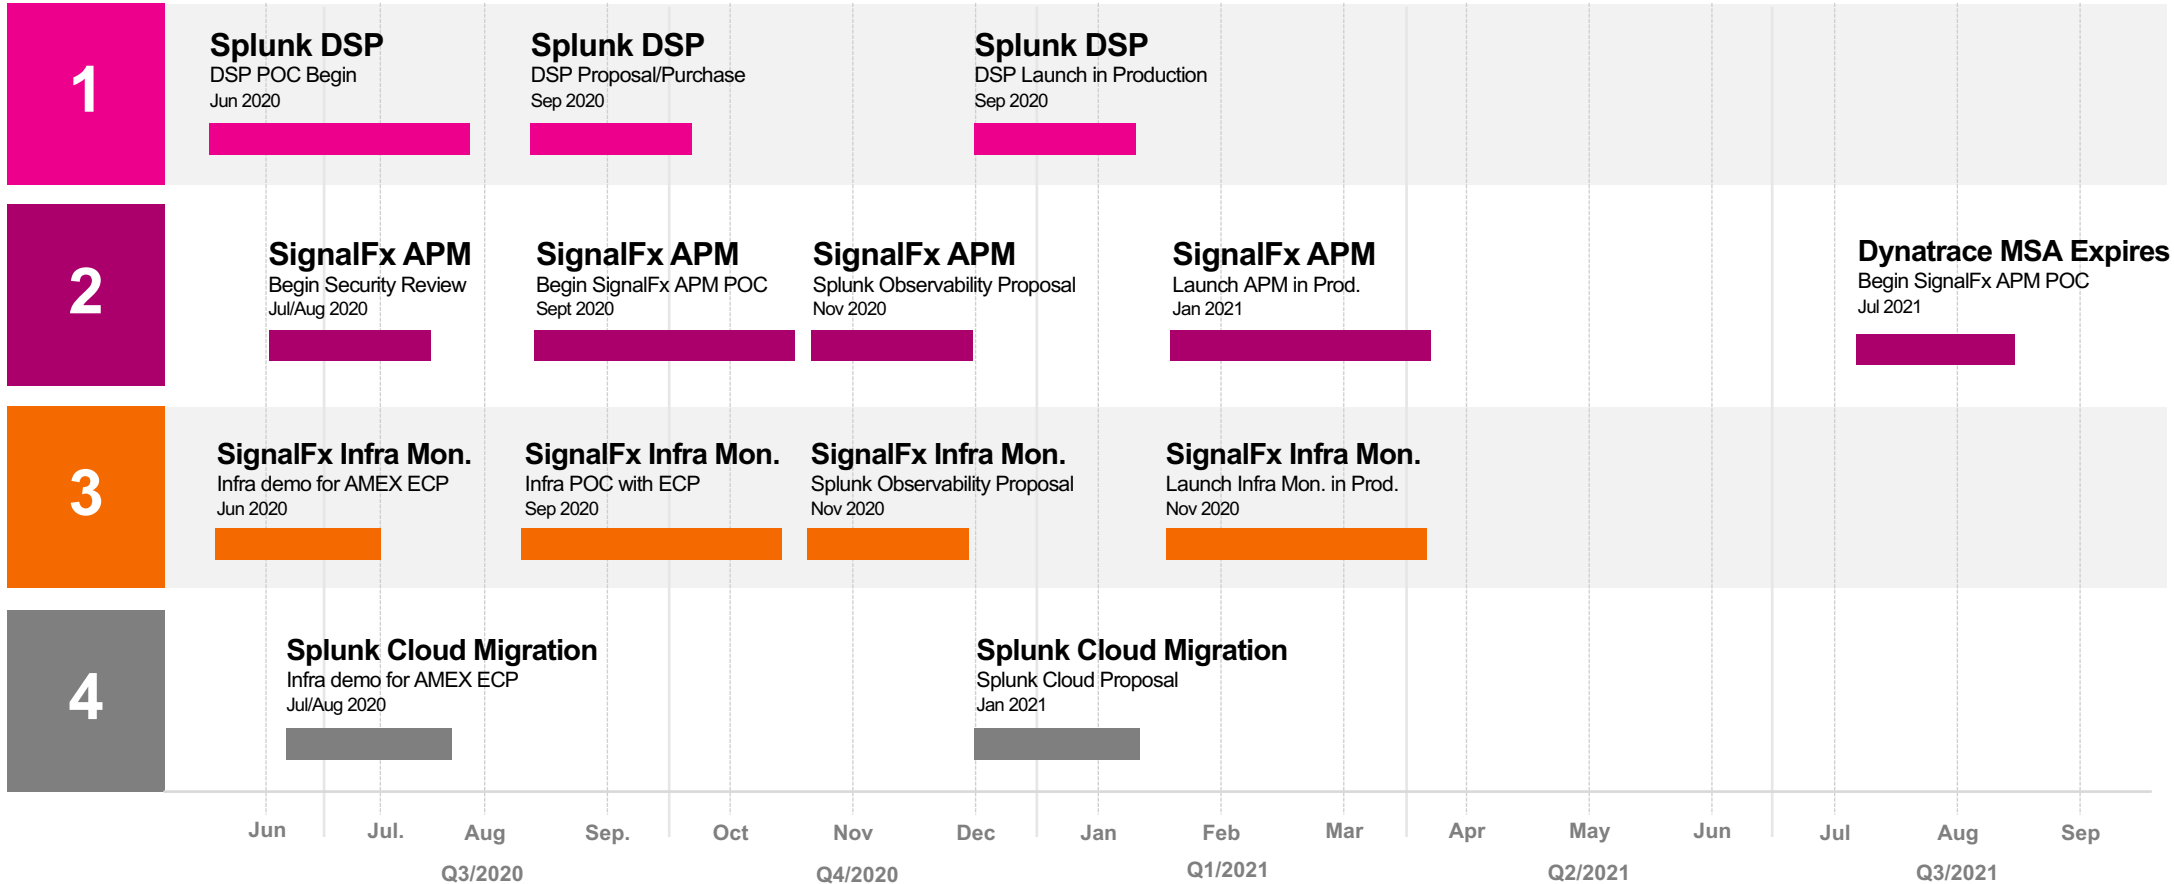 1
Splunk DSP
DSP POC Begin
Jun 2020
Splunk DSP
DSP Proposal/Purchase
Sep 2020
Splunk DSP
DSP Launch in Production
Sep 2020
2
SignalFx APM
Begin Security Review
Jul/Aug 2020
SignalFx APM
Begin SignalFx APM POC
Sept 2020
SignalFx APM
Splunk Observability Proposal
Nov 2020
SignalFx APM
Launch APM in Prod.
Jan 2021
Dynatrace MSA Expires
Begin SignalFx APM POC
Jul 2021
3
SignalFx Infra Mon.
Infra demo for AMEX ECP
Jun 2020
SignalFx Infra Mon.
Infra POC with ECP
Sep 2020
SignalFx Infra Mon.
Splunk Observability Proposal
Nov 2020
SignalFx Infra Mon.
Launch Infra Mon. in Prod.
Nov 2020
4
Splunk Cloud Migration
Infra demo for AMEX ECP
Jul/Aug 2020
Splunk Cloud Migration
Splunk Cloud Proposal
Jan 2021
Jun Jul. Aug Sep. Oct Nov Dec Jan Feb Mar Apr May Jun Jul Aug Sep
Q3/2020 Q4/2020 Q1/2021 Q2/2021 Q3/2021